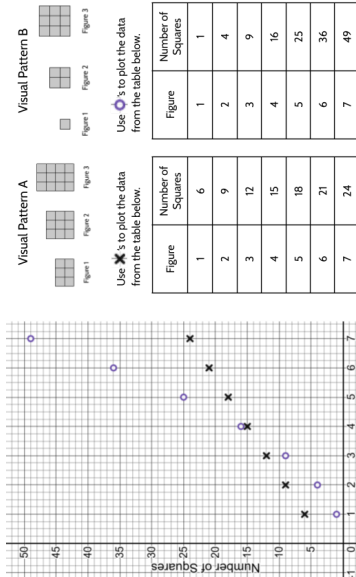 Visual Pattern A
Figure 1
Figure 2
Figure 3
Use ✖'s to plot the data
from the table below.
Figure
Number of
Squares
1 6
2 9
3 12
4 15
5 18
6 21
7 24
Visual Pattern B
Figure 1
Figure 2
Figure 3
Use O's to plot the data
from the table below.
Figure
Number of
Squares
1 1
2 4
3 9
4 16
5 25
6 36
7 49
Number of Squares
50
45
40
35
30
25
20
15
10
5
0
-1
0
1
2
3
4
5
6
7